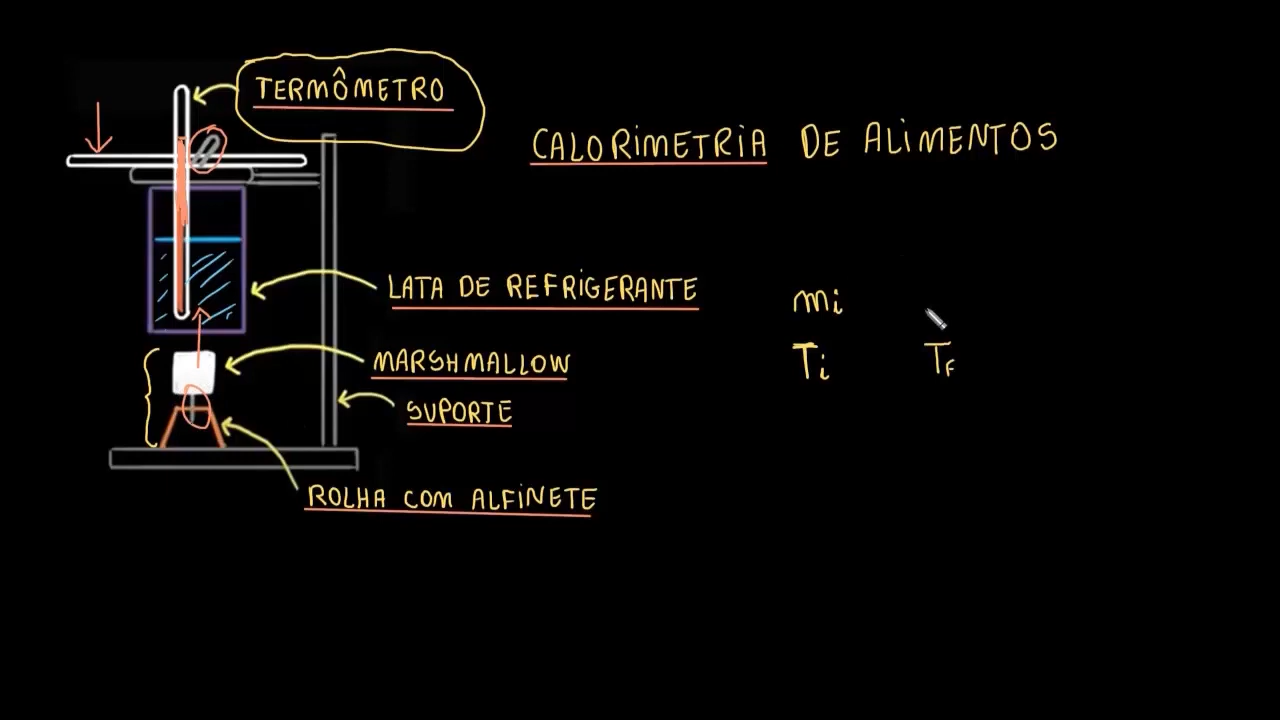 TERMÔMETRO
CALORIMETRIA DE ALIMENTOS
LATA DE REFRIGERANTE
mi
MARSHMALLOW
Ti TF
SUPORTE
ROLHA COM ALFINETE